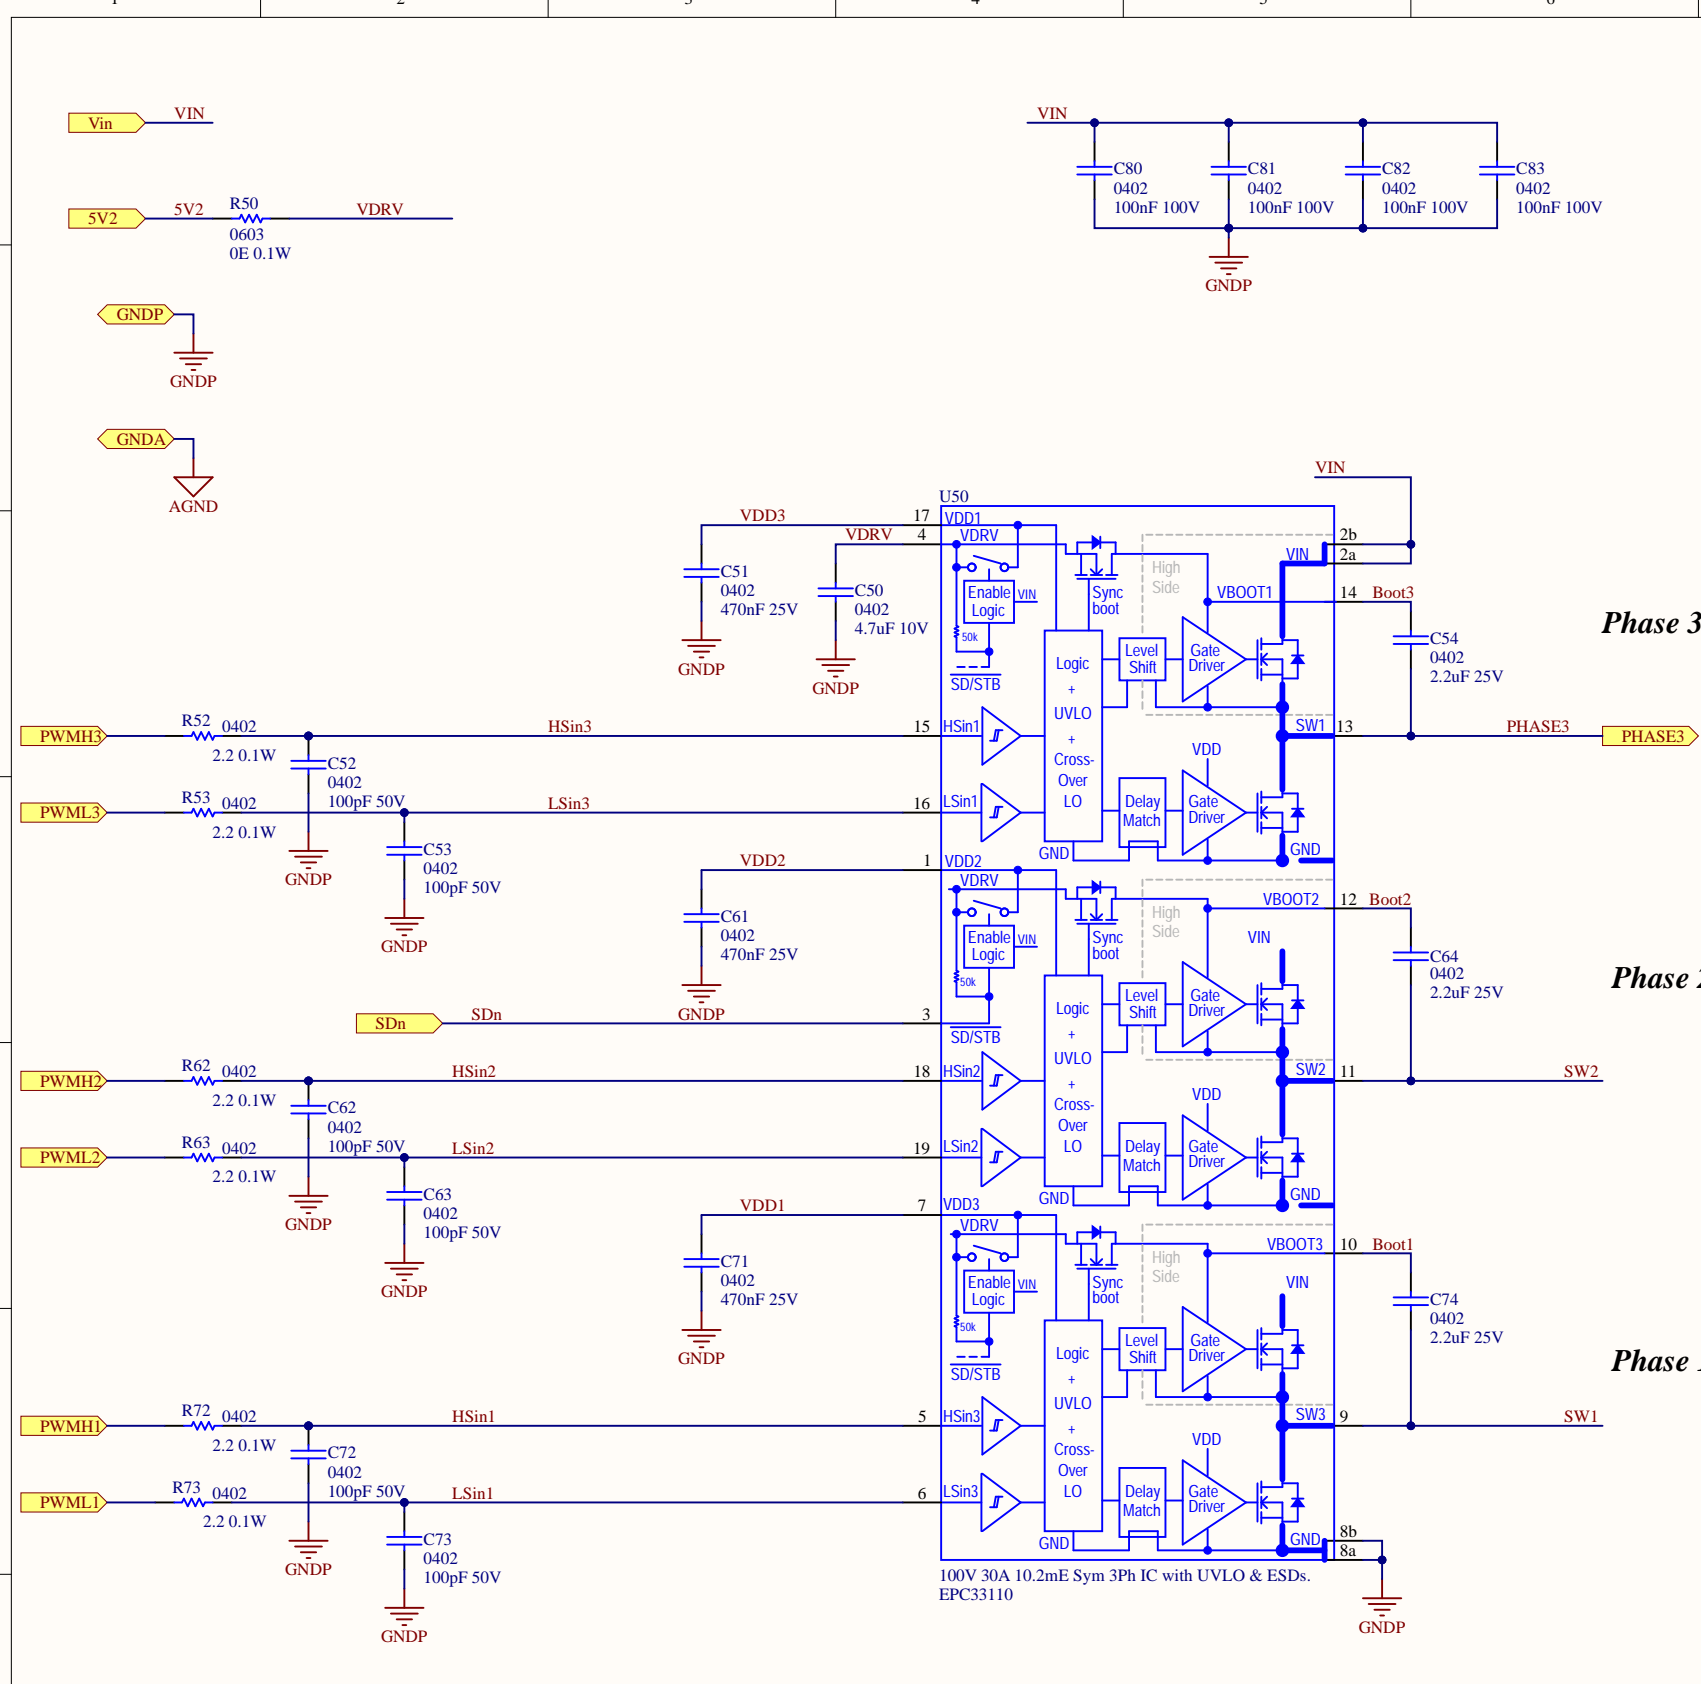 1 2 3 4 5 6
Vin VIN
5V2 5V2 R50 VDRV
0603
0E 0.1W
GNDP
GNDP
GNDA
AGND
VIN
C80
0402
100nF 100V
C81
0402
100nF 100V
C82
0402
100nF 100V
C83
0402
100nF 100V
GNDP
VIN
U50
VDD3 17 VDD1
VDRV 4 VDRV
C51
0402
470nF 25V
GNDP
C50
0402
4.7uF 10V
GNDP
Enable
Logic
VIN
50k
SD/STB
Sync
boot
High
Side
VIN 2b
2a
VBOOT1 14 Boot3
C54
0402
2.2uF 25V
Phase 3
Logic
+
UVLO
+
Cross-
Over
LO
Level
Shift
Gate
Driver
PWMH3 R52 0402 HSin3 15 HSin1
2.2 0.1W
C52
0402
100pF 50V
GNDP
SW1 13 PHASE3 PHASE3
PWML3 R53 0402 LSin3 16 LSin1
2.2 0.1W
C53
0402
100pF 50V
GNDP
VDD
Delay
Match
Gate
Driver
GND
GND
VDD2 1 VDD2
VDRV
C61
0402
470nF 25V
GNDP
Enable
Logic
VIN
50k
Sync
boot
High
Side
VBOOT2 12 Boot2
VIN
C64
0402
2.2uF 25V
Phase 2
SDn SDn 3
SD/STB
Logic
+
UVLO
+
Cross-
Over
LO
Level
Shift
Gate
Driver
PWMH2 R62 0402 HSin2 18 HSin2
2.2 0.1W
C62
0402
100pF 50V
GNDP
SW2 11 SW2
PWML2 R63 0402 LSin2 19 LSin2
2.2 0.1W
C63
0402
100pF 50V
GNDP
VDD
Delay
Match
Gate
Driver
GND
GND
VDD1 7 VDD3
VDRV
C71
0402
470nF 25V
GNDP
Enable
Logic
VIN
50k
SD/STB
Sync
boot
High
Side
VBOOT3 10 Boot1
VIN
C74
0402
2.2uF 25V
Phase
Logic
+
UVLO
+
Cross-
Over
LO
Level
Shift
Gate
Driver
PWMH1 R72 0402 HSin1 5 HSin3
2.2 0.1W
C72
0402
100pF 50V
GNDP
SW3 9 SW1
PWML1 R73 0402 LSin1 6 LSin3
2.2 0.1W
C73
0402
100pF 50V
GNDP
VDD
Delay
Match
Gate
Driver
GND
GND 8b
8a
GNDP
100V 30A 10.2mE Sym 3Ph IC with UVLO & ESDs.
EPC33110